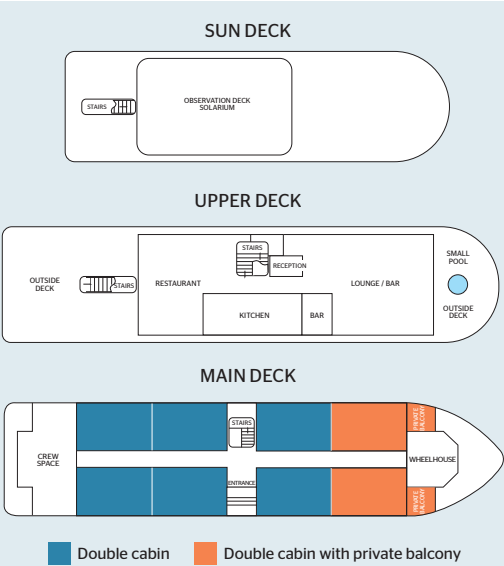 SUN DECK
STAIRS
OBSERVATION DECK
SOLARIUM
UPPER DECK
OUTSIDE
DECK
STAIRS
RESTAURANT
STAIRS
RECEPTION
KITCHEN
BAR
LOUNGE / BAR
SMALL
POOL
OUTSIDE
DECK
MAIN DECK
CREW
SPACE
STAIRS
ENTRANCE
PRIVATE
BALCONY
WHEELHOUSE
PRIVATE
BALCONY
Double cabin
Double cabin with private balcony